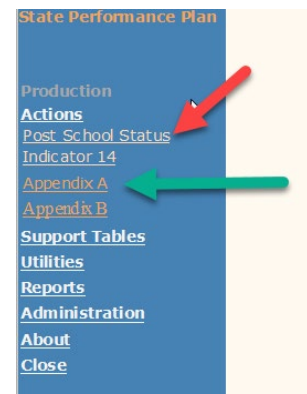 State Performance Plan
Production
Actions
Post School Status
Indicator 14
Appendix A
Appendix B
Support Tables
Utilities
Reports
Administration
About
Close